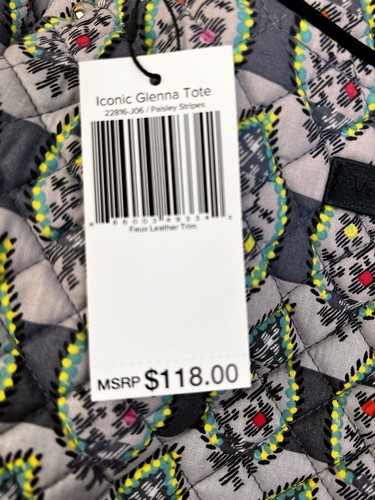 Iconic Glenna Tote
22816-J06 / Paisley Stripes
Faux Leather Trim
MSRP $118.00